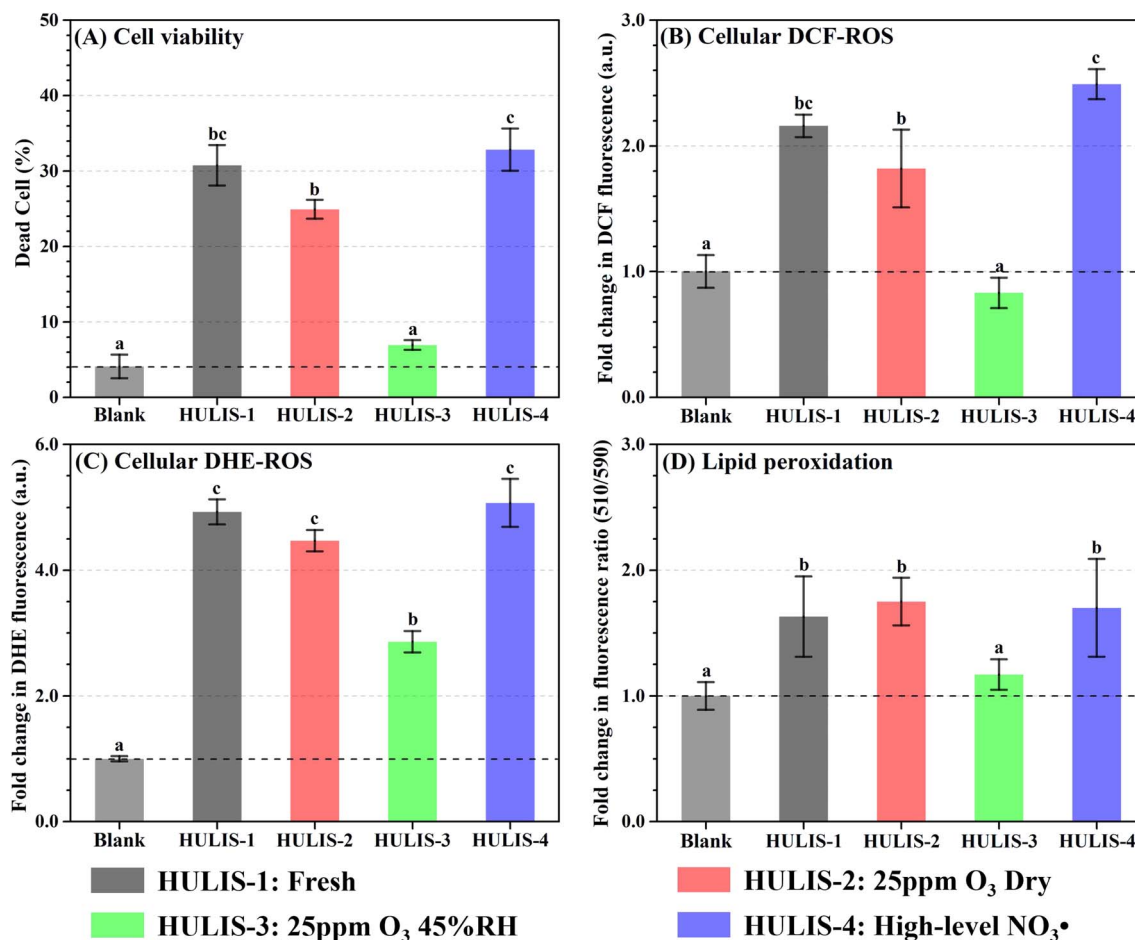 (A) Cell viability
Dead Cell (%)
50
40
30
20
10
0
a
bc
b
a
c
Blank HULIS-1 HULIS-2 HULIS-3 HULIS-4
(B) Cellular DCF-ROS
Fold change in DCF fluorescence (a.u.)
3.0
2.0
1.0
0.0
a
bc
b
a
c
Blank HULIS-1 HULIS-2 HULIS-3 HULIS-4
(C) Cellular DHE-ROS
Fold change in DHE fluorescence (a.u.)
6.0
4.0
2.0
0.0
a
c
c
b
c
Blank HULIS-1 HULIS-2 HULIS-3 HULIS-4
(D) Lipid peroxidation
Fold change in fluorescence ratio (510/590)
3.0
2.0
1.0
0.0
a
b
b
a
b
Blank HULIS-1 HULIS-2 HULIS-3 HULIS-4
HULIS-1: Fresh
HULIS-2: 25ppm O₃ Dry
HULIS-3: 25ppm O₃ 45%RH
HULIS-4: High-level NO₃•